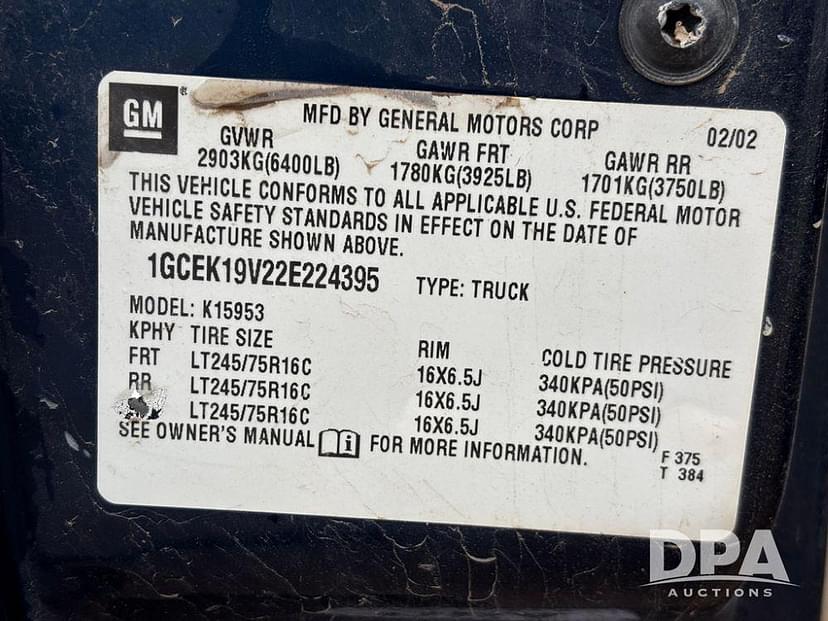 GM
MFD BY GENERAL MOTORS CORP 02/02
GVWR GAWR FRT GAWR RR
2903KG(6400LB) 1780KG(3925LB) 1701KG(3750LB)
THIS VEHICLE CONFORMS TO ALL APPLICABLE U.S. FEDERAL MOTOR
VEHICLE SAFETY STANDARDS IN EFFECT ON THE DATE OF
MANUFACTURE SHOWN ABOVE.
1GCEK19V22E224395 TYPE: TRUCK
MODEL: K15953
KPHY TIRE SIZE RIM COLD TIRE PRESSURE
FRT LT245/75R16C 16X6.5J 340KPA(50PSI)
RR LT245/75R16C 16X6.5J 340KPA(50PSI)
LT245/75R16C 16X6.5J 340KPA(50PSI)
SEE OWNER'S MANUAL FOR MORE INFORMATION.
F 375
T 384
DPA
AUCTIONS